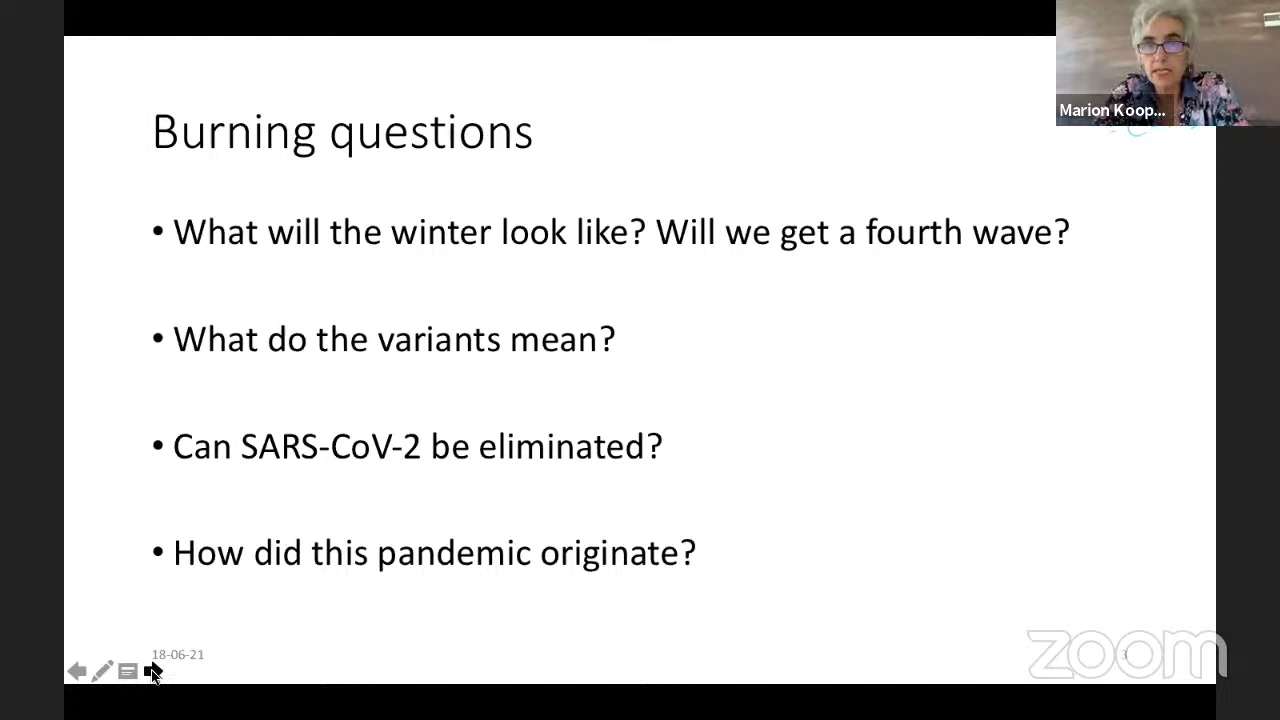 Marion Koop...
Burning questions
• What will the winter look like? Will we get a fourth wave?
• What do the variants mean?
• Can SARS-CoV-2 be eliminated?
• How did this pandemic originate?
18-06-21
3
zoom